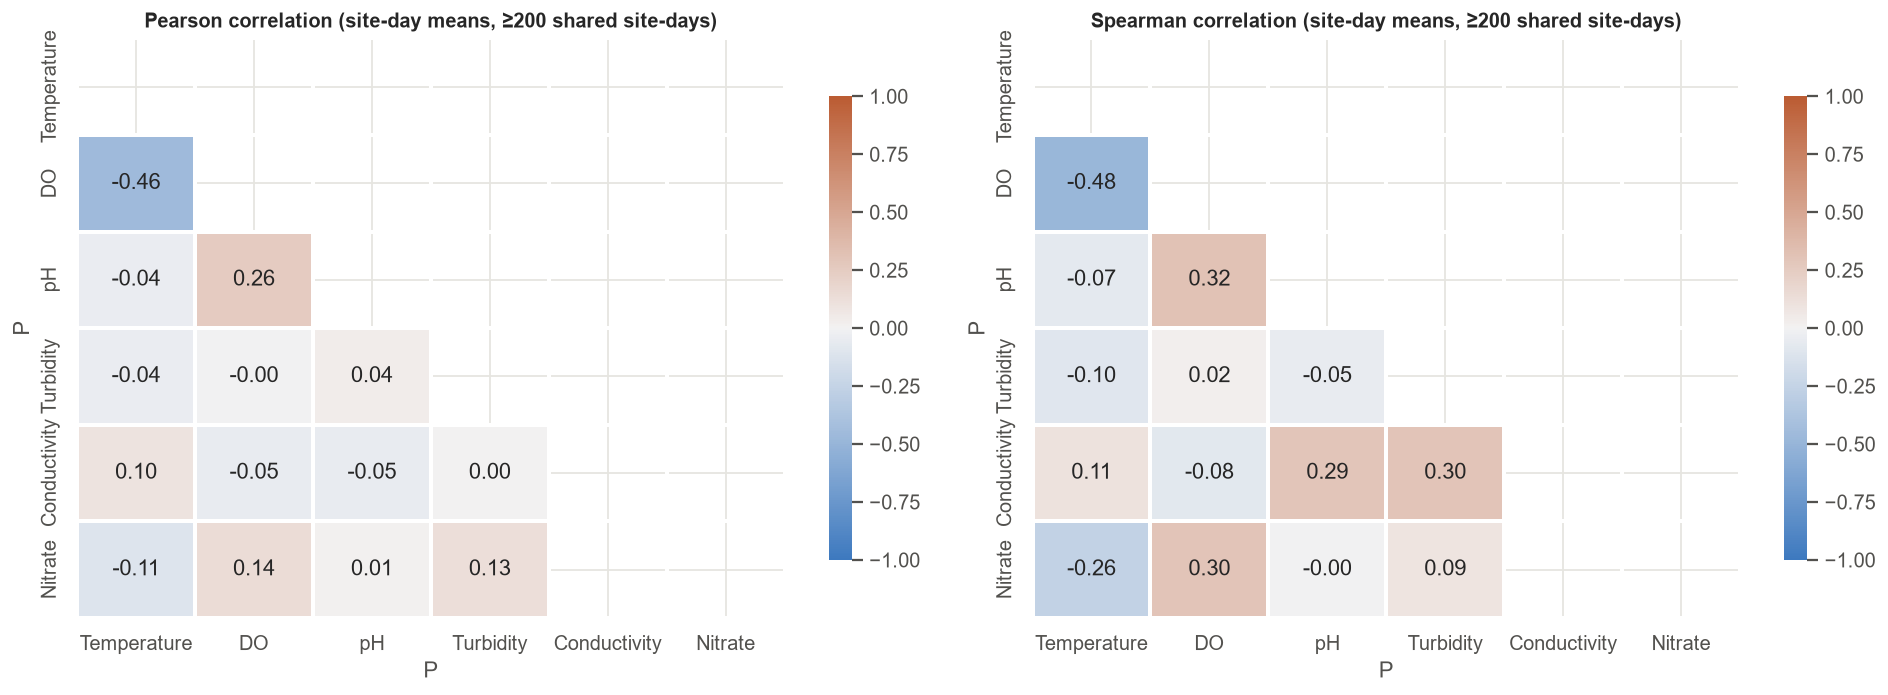 Pearson correlation (site-day means, ≥200 shared site-days)
Temperature
DO
pH
Turbidity
Conductivity
Nitrate
P
-0.46
-0.04 0.26
-0.04 -0.00 0.04
0.10 -0.05 -0.05 0.00
-0.11 0.14 0.01 0.13
Temperature DO pH Turbidity Conductivity Nitrate
P
1.00
0.75
0.50
0.25
0.00
−0.25
−0.50
−0.75
−1.00
Spearman correlation (site-day means, ≥200 shared site-days)
Temperature
DO
pH
Turbidity
Conductivity
Nitrate
P
-0.48
-0.07 0.32
-0.10 0.02 -0.05
0.11 -0.08 0.29 0.30
-0.26 0.30 -0.00 0.09
Temperature DO pH Turbidity Conductivity Nitrate
P
1.00
0.75
0.50
0.25
0.00
−0.25
−0.50
−0.75
−1.00